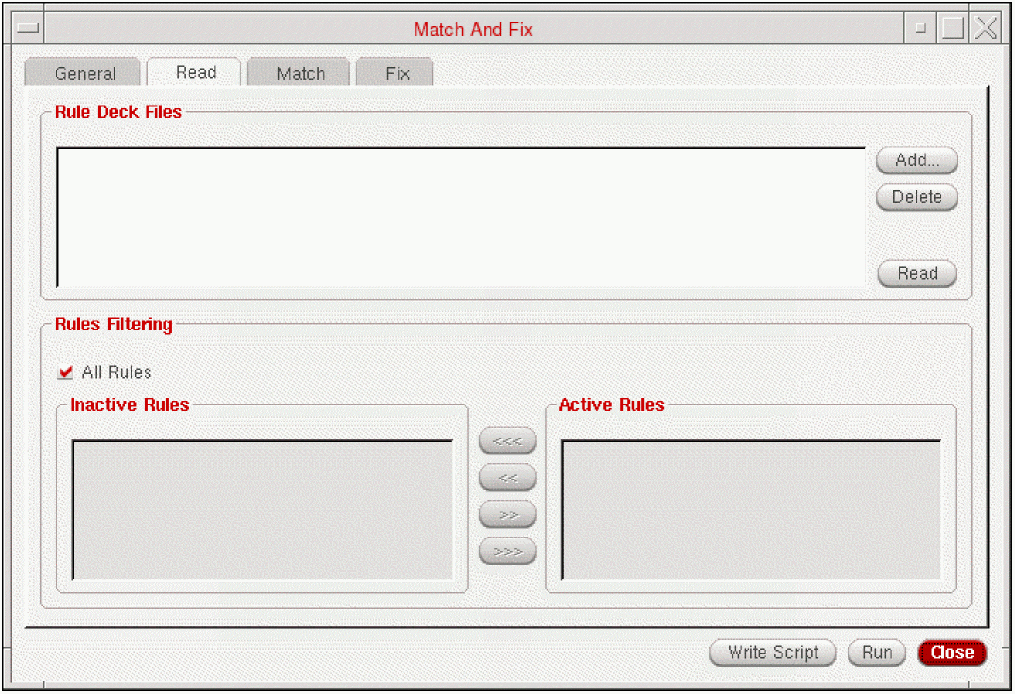 Match And Fix
General Read Match Fix
Rule Deck Files
Add...
Delete
Read
Rules Filtering
All Rules
Inactive Rules
Active Rules
<<<
<<
>>
>>>
Write Script Run Close